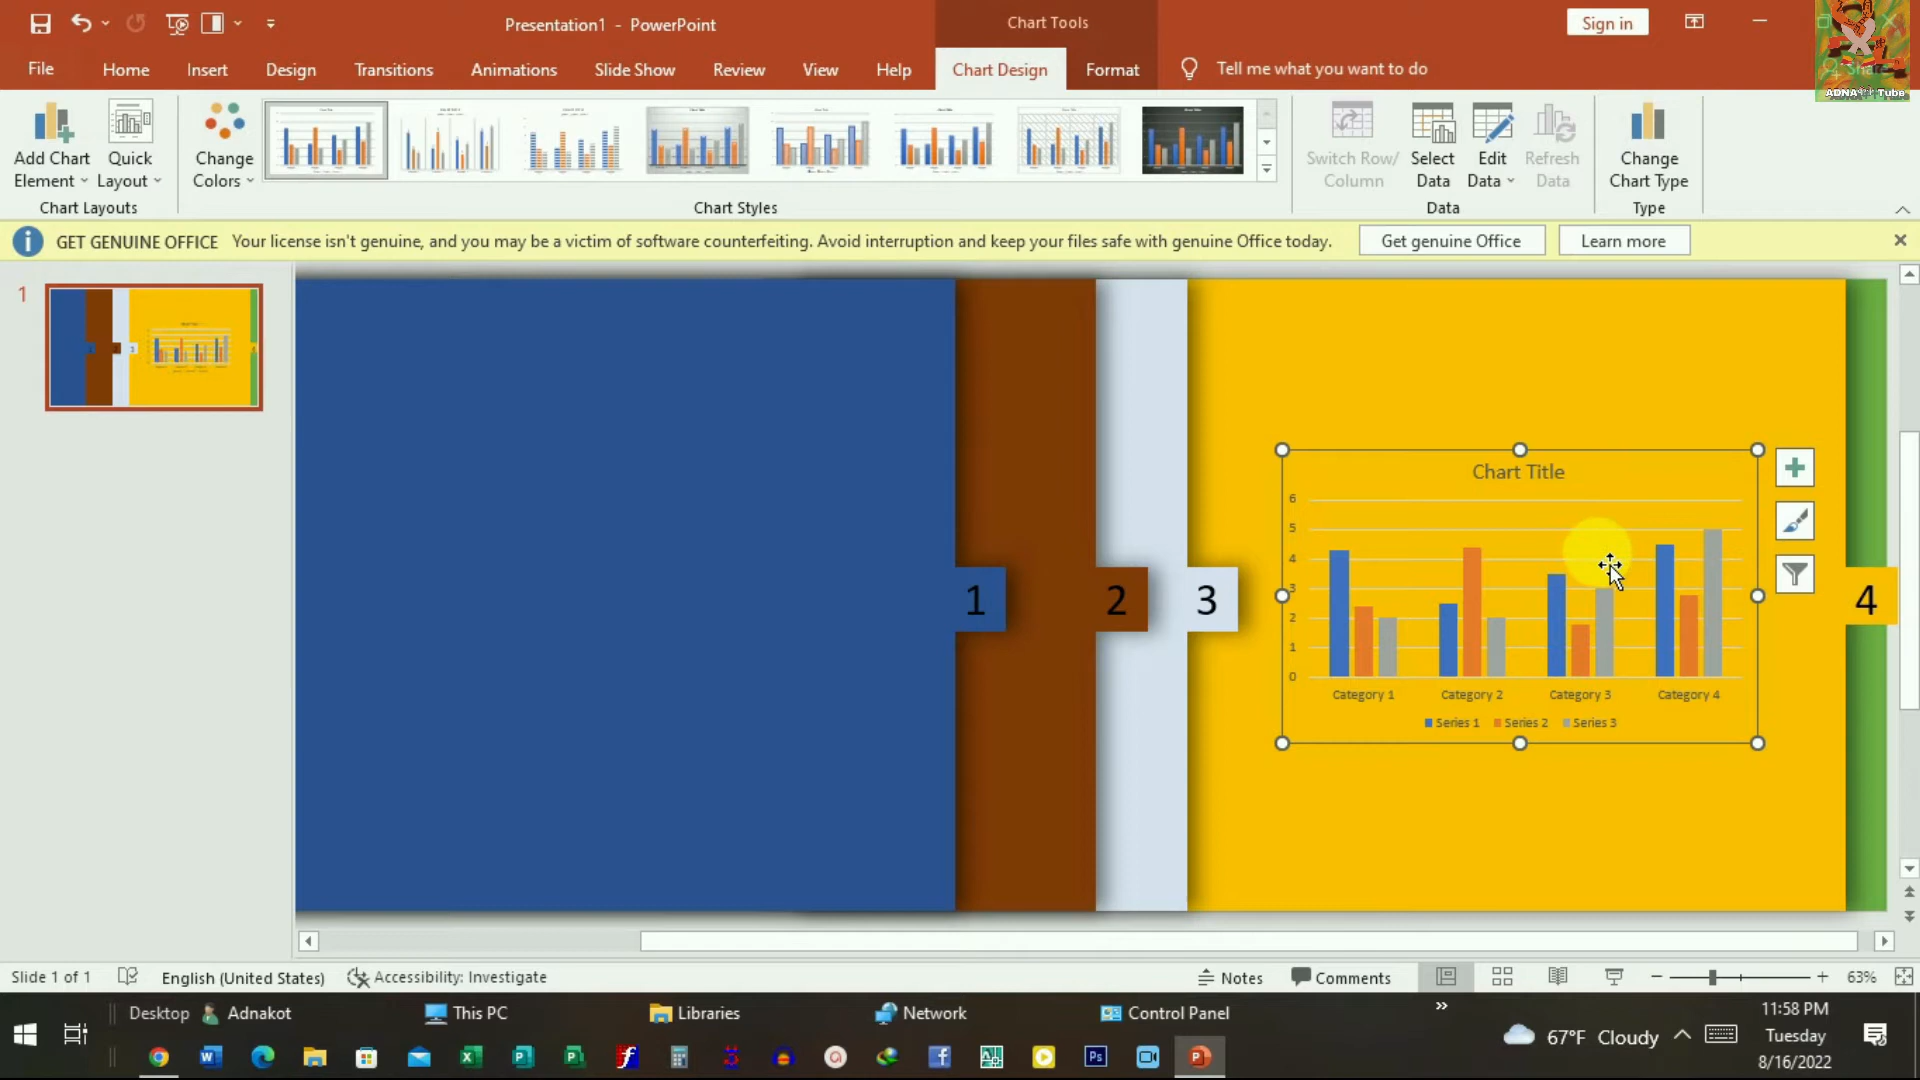 Presentation1 - PowerPoint
Chart Tools
Sign in
File
Home
Insert
Design
Transitions
Animations
Slide Show
Review
View
Help
Chart Design
Format
Tell me what you want to do
Share
ADNA Tube
Add Chart
Element
Quick
Layout
Change
Colors
Switch Row/
Column
Select
Data
Edit
Data
Refresh
Data
Change
Chart Type
Chart Layouts
Chart Styles
Data
Type
GET GENUINE OFFICE Your license isn't genuine, and you may be a victim of software counterfeiting. Avoid interruption and keep your files safe with genuine Office today.
Get genuine Office
Learn more
1
Chart Title
6
5
4
3
2
1
0
Category 1
Category 2
Category 3
Category 4
Series 1
Series 2
Series 3
1
2
3
4
Slide 1 of 1
English (United States)
Accessibility: Investigate
Notes
Comments
63%
Desktop
Adnakot
This PC
Libraries
Network
Control Panel
67°F Cloudy
11:58 PM
Tuesday
8/16/2022